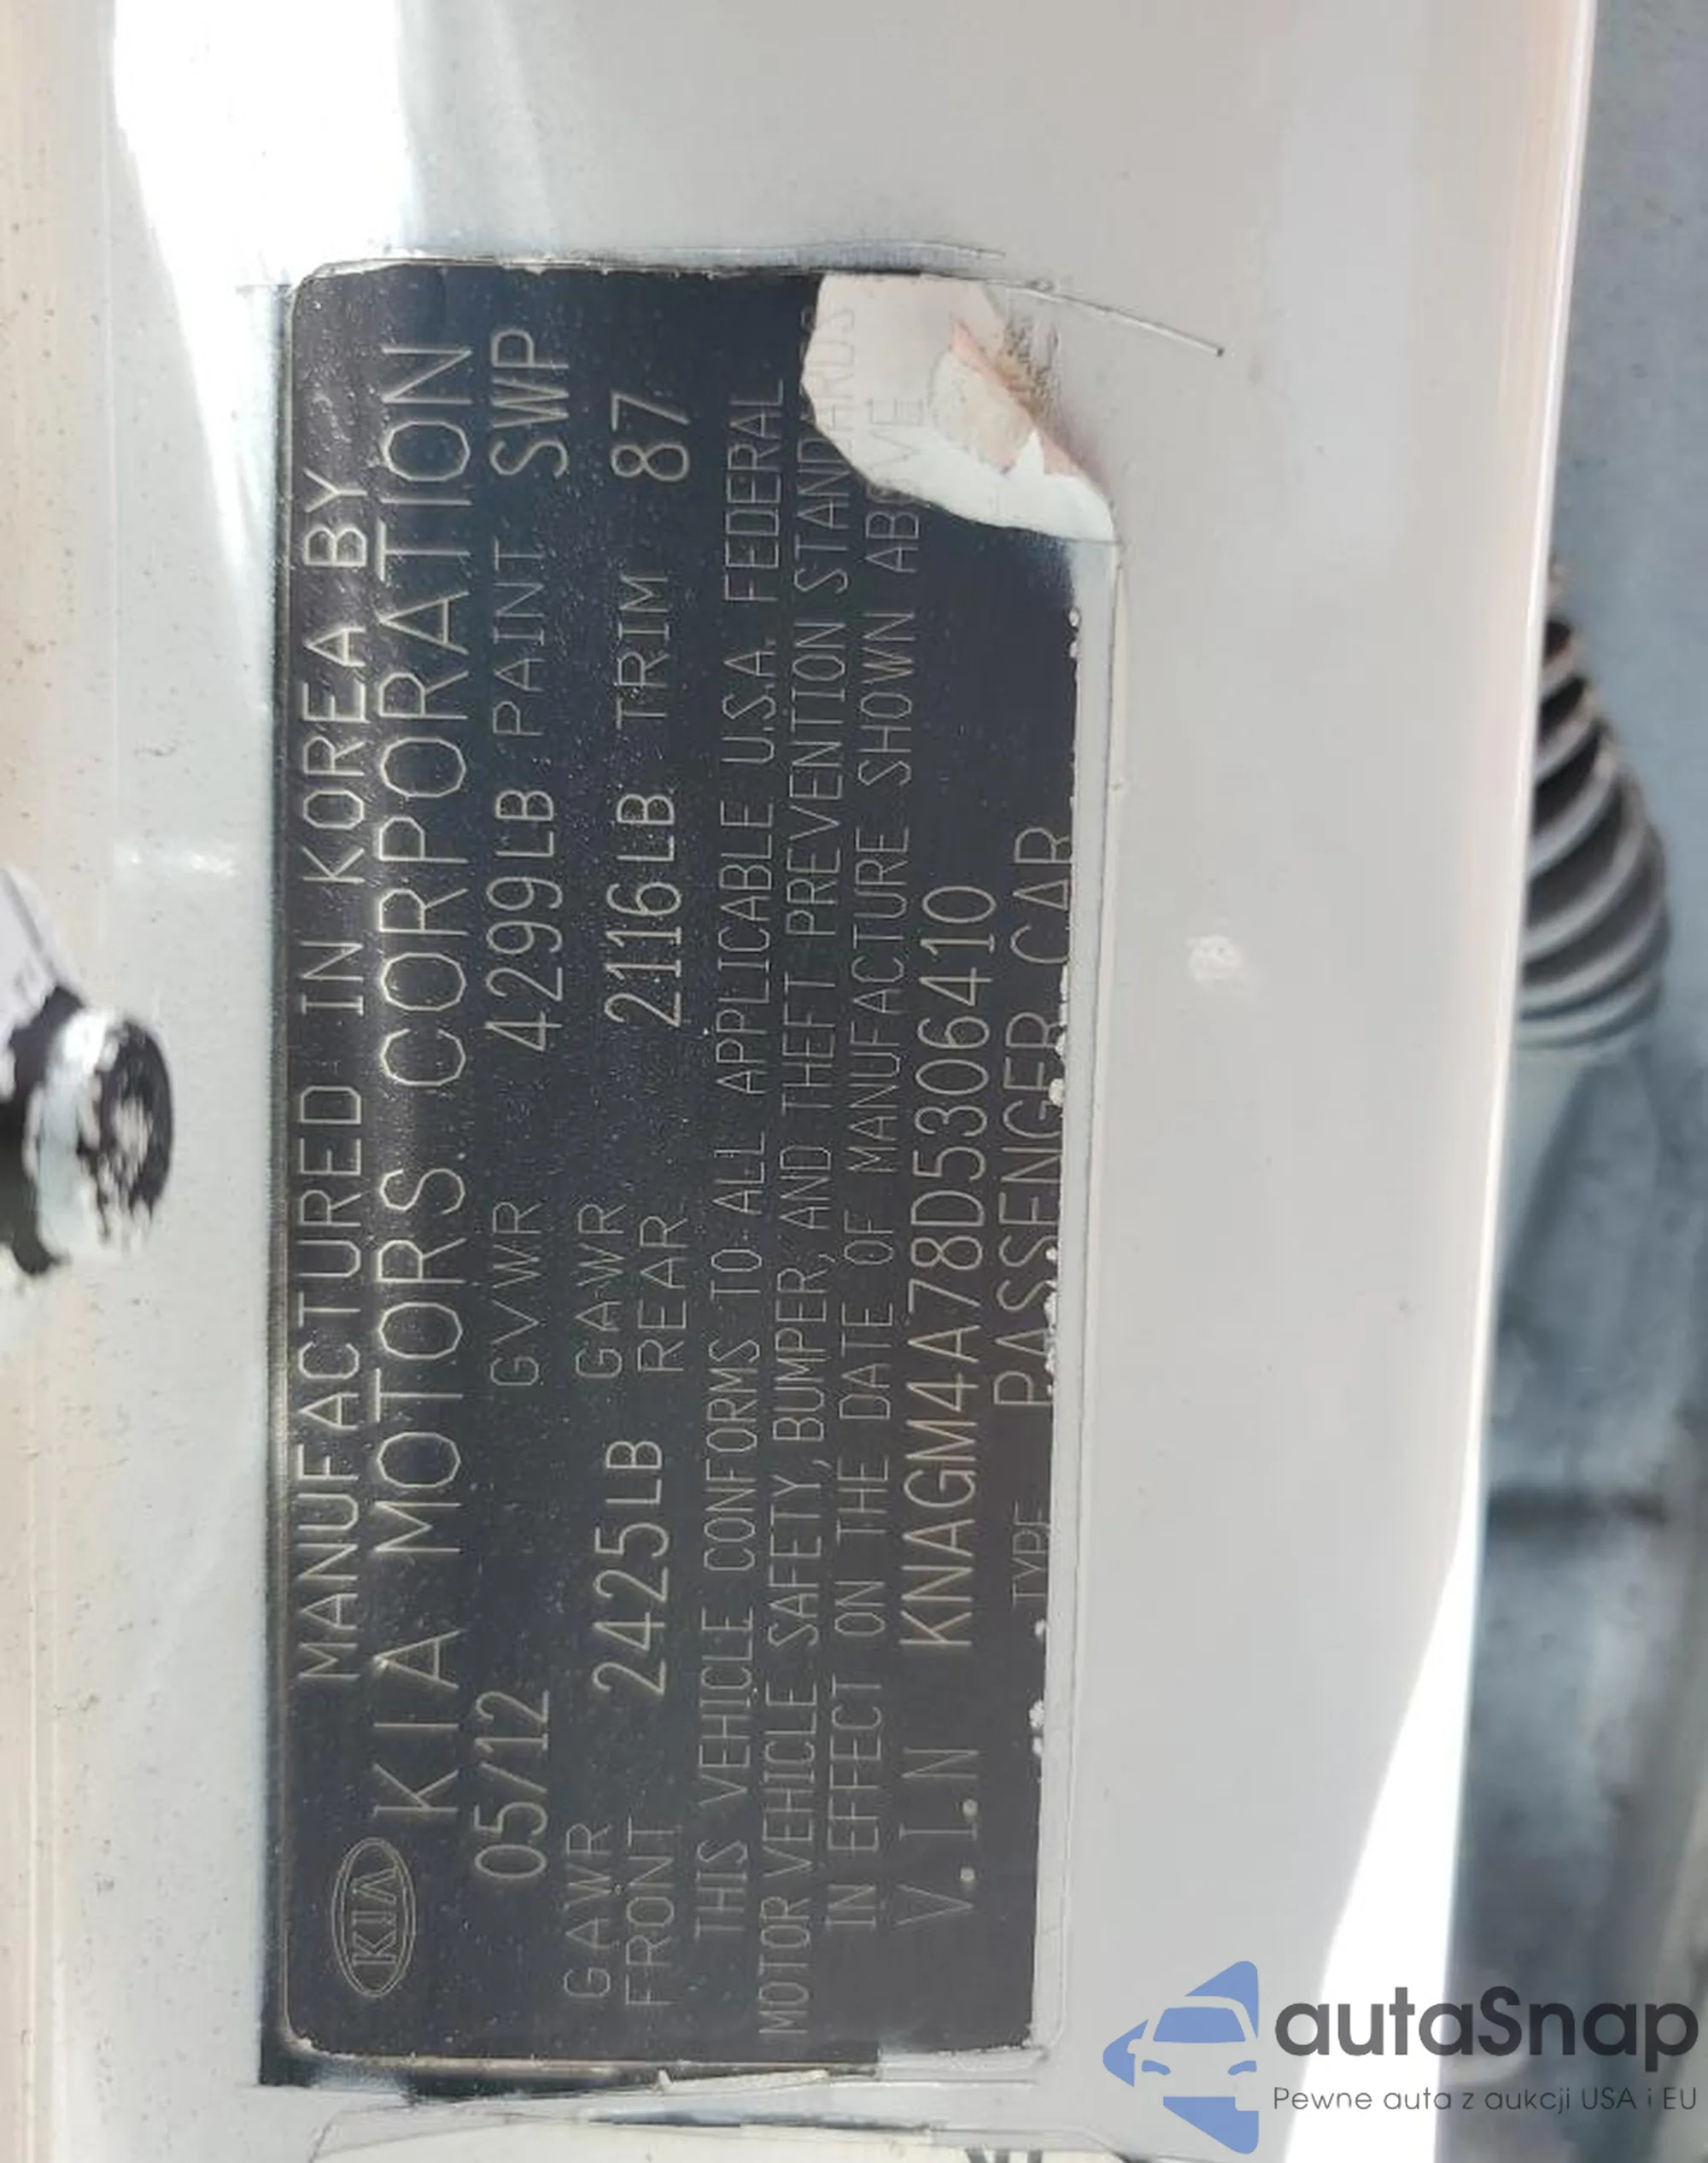 KIA
MANUFACTURED IN KOREA BY
KIA MOTORS CORPORATION
05/12 GVWR 4299LB PAINT SWP
GAWR FRONT 2425LB GAWR REAR 2116LB TRIM 87
THIS VEHICLE CONFORMS TO ALL APPLICABLE U.S.A. FEDERAL
MOTOR VEHICLE SAFETY, BUMPER, AND THEFT PREVENTION STANDARDS
IN EFFECT ON THE DATE OF MANUFACTURE SHOWN ABOVE
V.I.N KNAGM4A78D5306410
TYPE PASSENGER CAR
autaSnap
Pewne auta z aukcji USA i EU